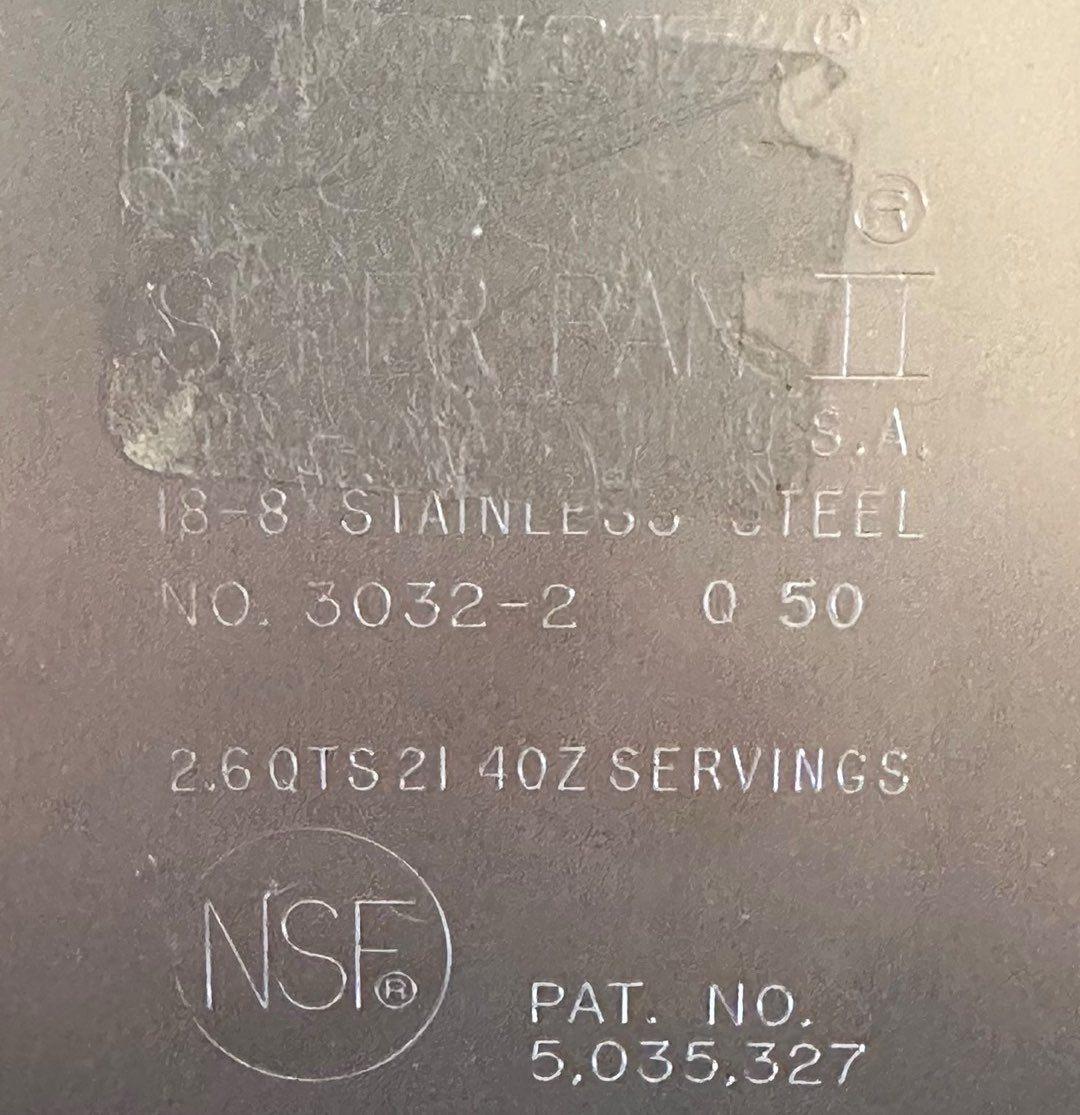 ®
®
SUPER PAN II
U.S.A.
18-8 STAINLESS STEEL
NO. 3032-2 Q 50
2.6 QTS 21 4OZ SERVINGS
NSF®
PAT. NO.
5,035,327